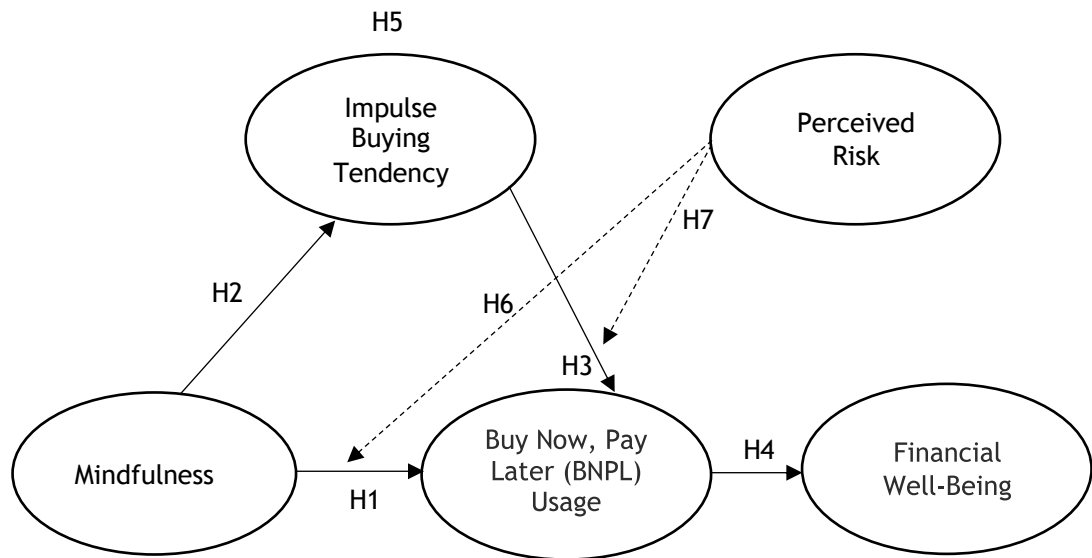 H5
Impulse
Buying
Tendency
Perceived
Risk
H7
H2
H6
H3
Mindfulness
H1
Buy Now, Pay
Later (BNPL)
Usage
H4
Financial
Well-Being